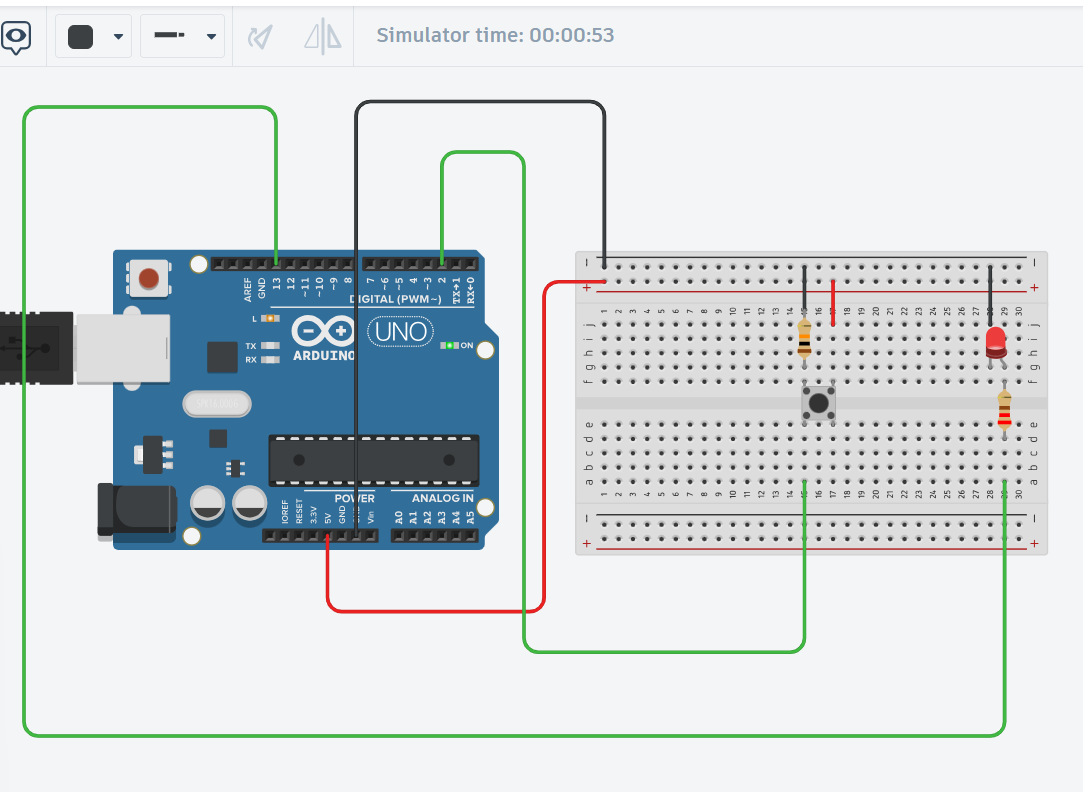 Simulator time: 00:00:53
AREF
GND
13
12
~11
~10
~9
8
7
~6
~5
4
~3
2
TX→1
RX←0
DIGITAL (PWM~)
L
TX
RX
ARDUINO
UNO
ON
POWER
ANALOG IN
IOREF
RESET
3.3V
5V
GND
Vin
A0
A1
A2
A3
A4
A5
− −
+ +
1 2 3 4 5 6 7 8 9 10 11 12 13 14 15 16 17 18 19 20 21 22 23 24 25 26 27 28 29 30
j j
i i
h h
g g
f f
e e
d d
c c
b b
a a
1 2 3 4 5 6 7 8 9 10 11 12 13 14 15 16 17 18 19 20 21 22 23 24 25 26 27 28 29 30
− −
+ +